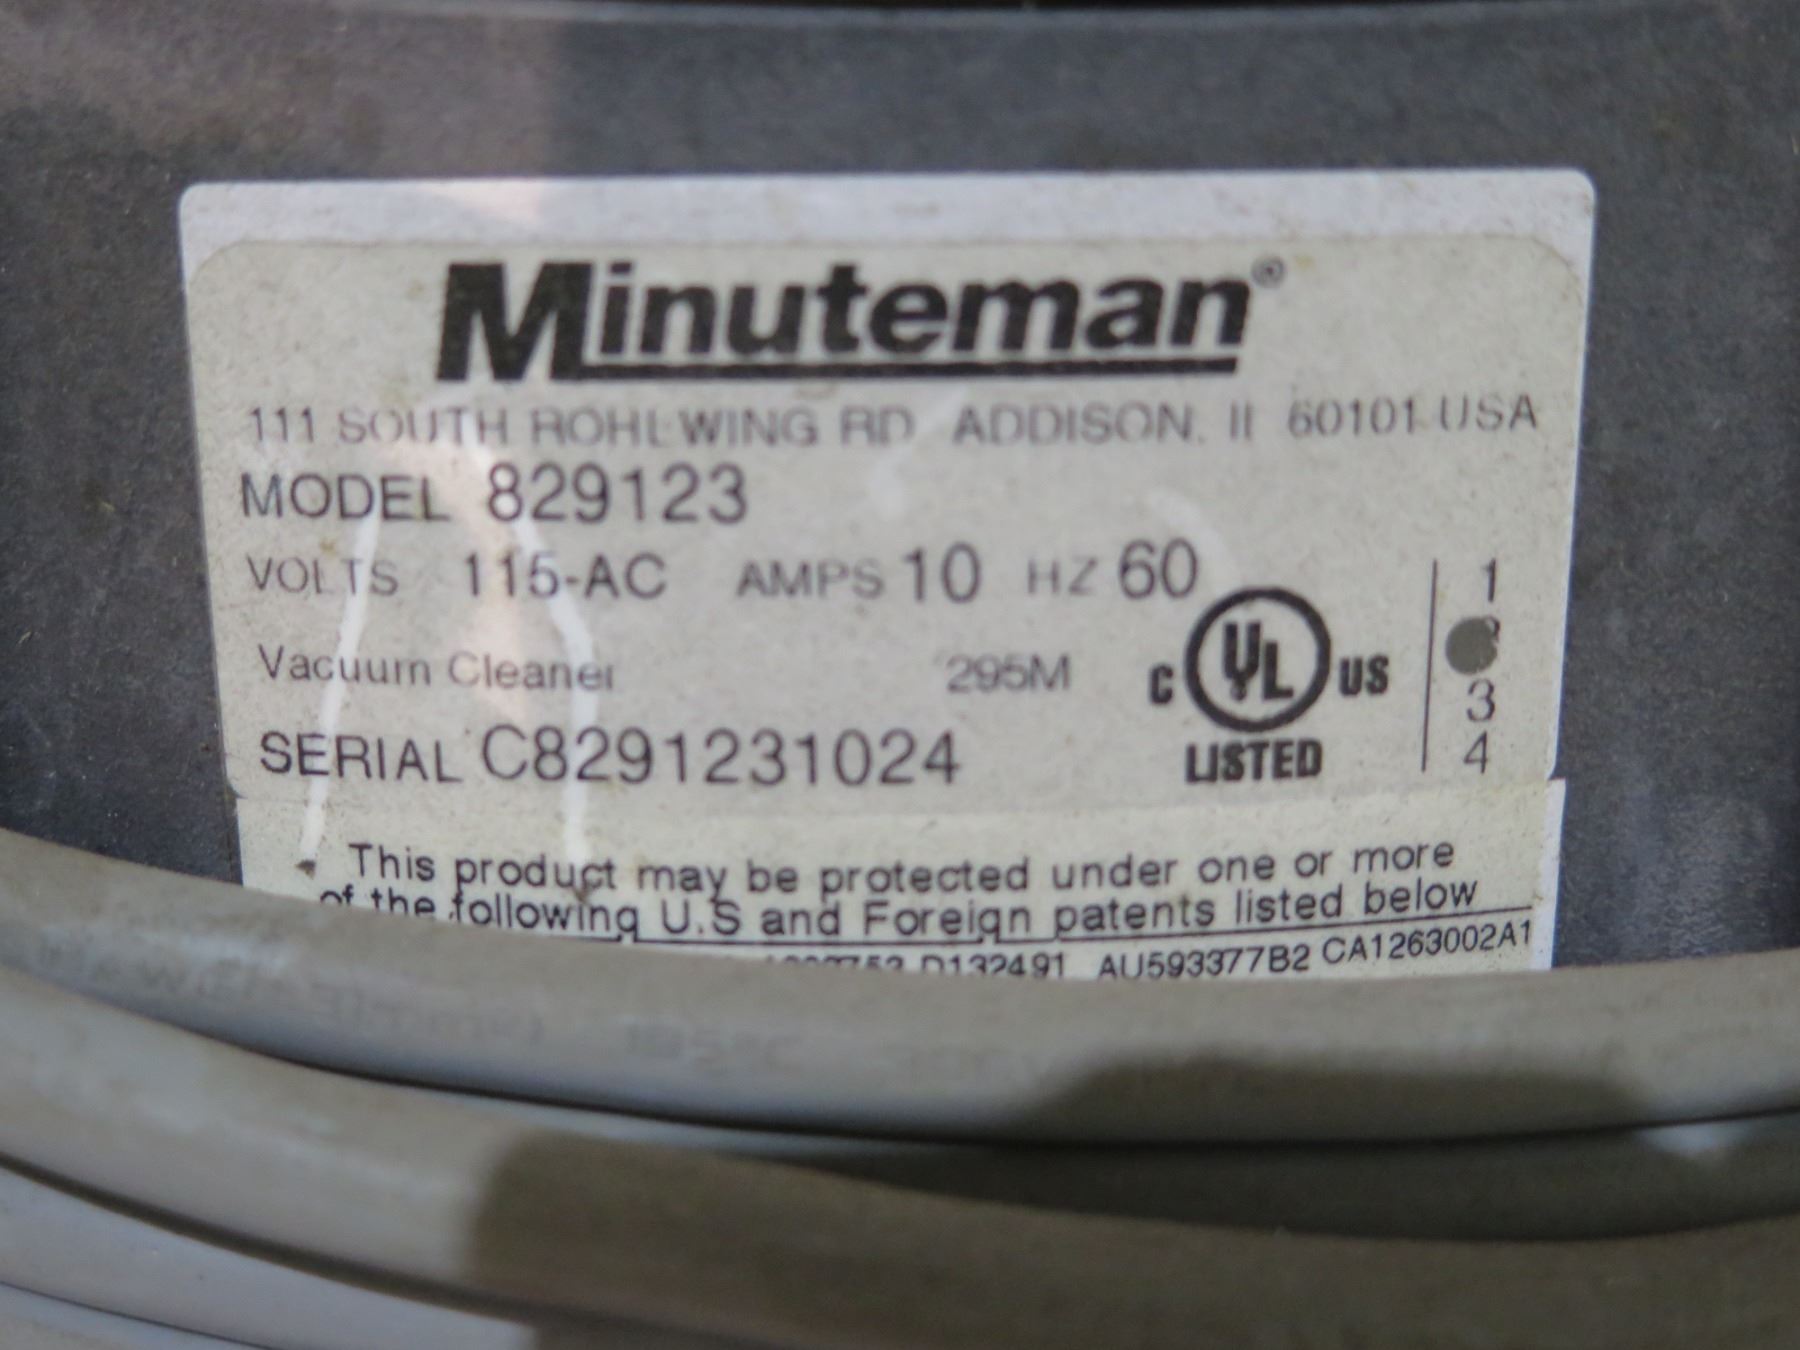 Minuteman®
111 SOUTH ROHLWING RD ADDISON, IL 60101 USA
MODEL 829123
VOLTS 115-AC AMPS 10 HZ 60
Vacuum Cleaner 295M
C UL US
LISTED
1
3
4
SERIAL C8291231024
This product may be protected under one or more
of the following U.S and Foreign patents listed below
D132491 AU593377B2 CA1263002A1